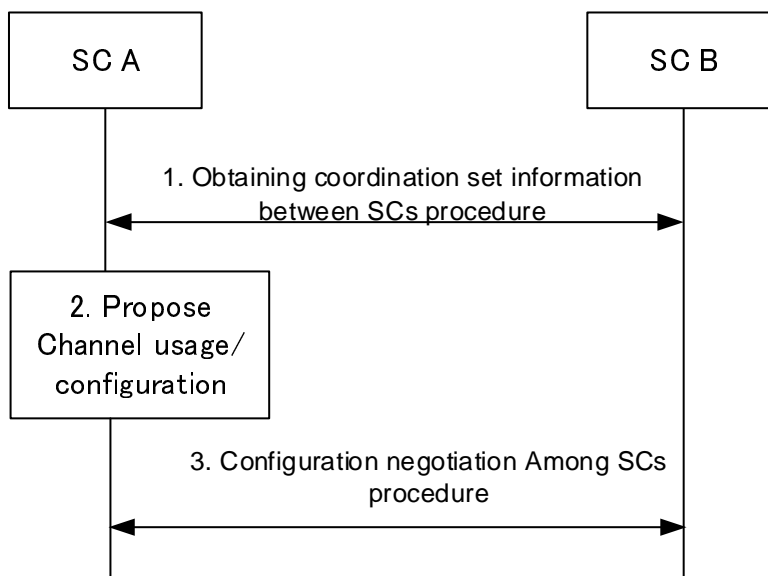 SC A
SC B
1. Obtaining coordination set information
between SCs procedure
2. Propose
Channel usage/
configuration
3. Configuration negotiation Among SCs
procedure